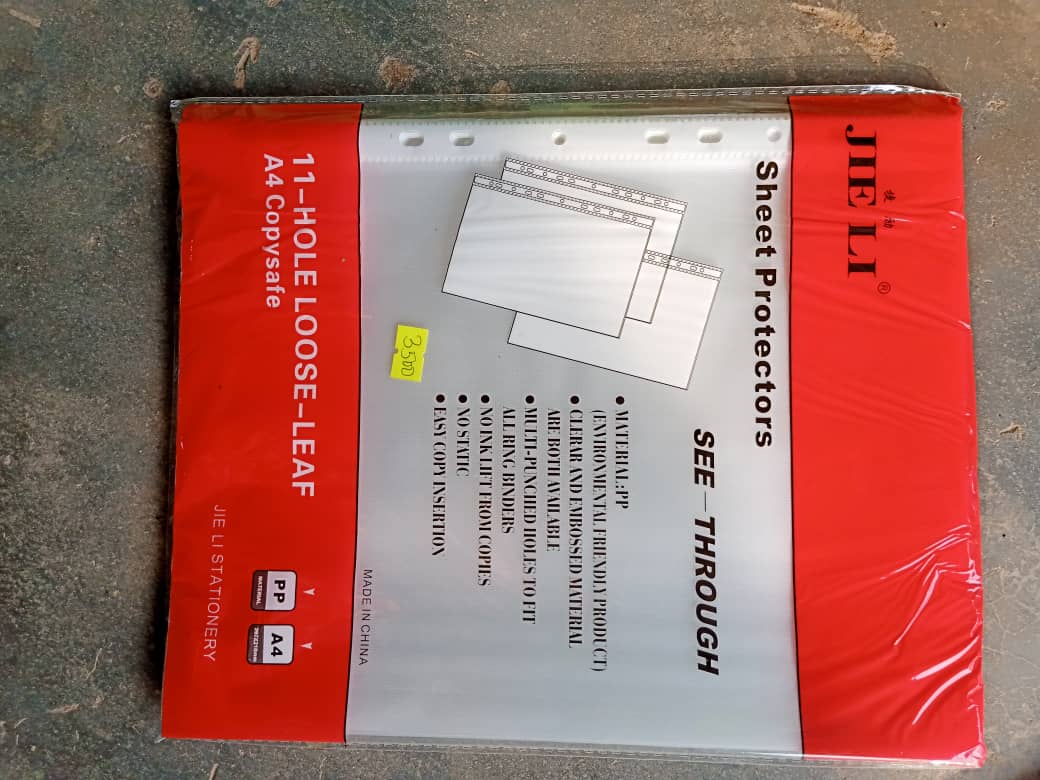 JIE LI®
Sheet Protectors
SEE-THROUGH
● MATERIAL:PP
(ENVIRONMENTAL FRIENDLY PRODUCT)
● CLERAR AND EMBOSSED MATERIAL
ARE BOTH AVAILABLE
● MULTI-PUNCHED HOLES TO FIT
ALL RING BINDERS
● NO INK LIFT FROM COPIES
● NO STATIC
● EASY COPY INSERTION
3500
MADE IN CHINA
11-HOLE LOOSE-LEAF
A4 Copysafe
PP
MATERIAL
A4
JIE LI STATIONERY